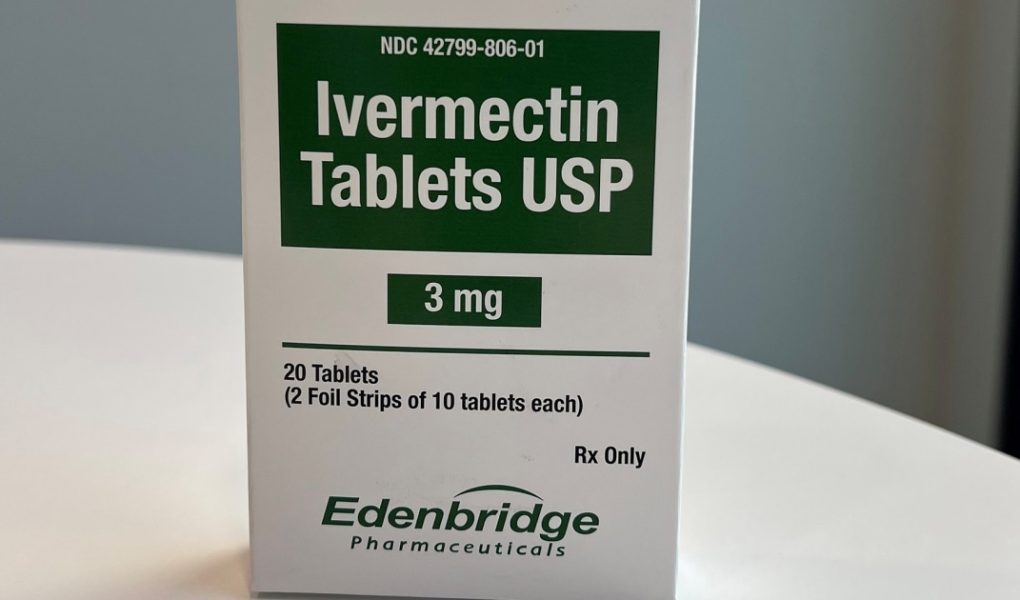 NDC 42799-806-01
Ivermectin
Tablets USP
3 mg
20 Tablets
(2 Foil Strips of 10 tablets each)
Rx Only
Edenbridge
Pharmaceuticals